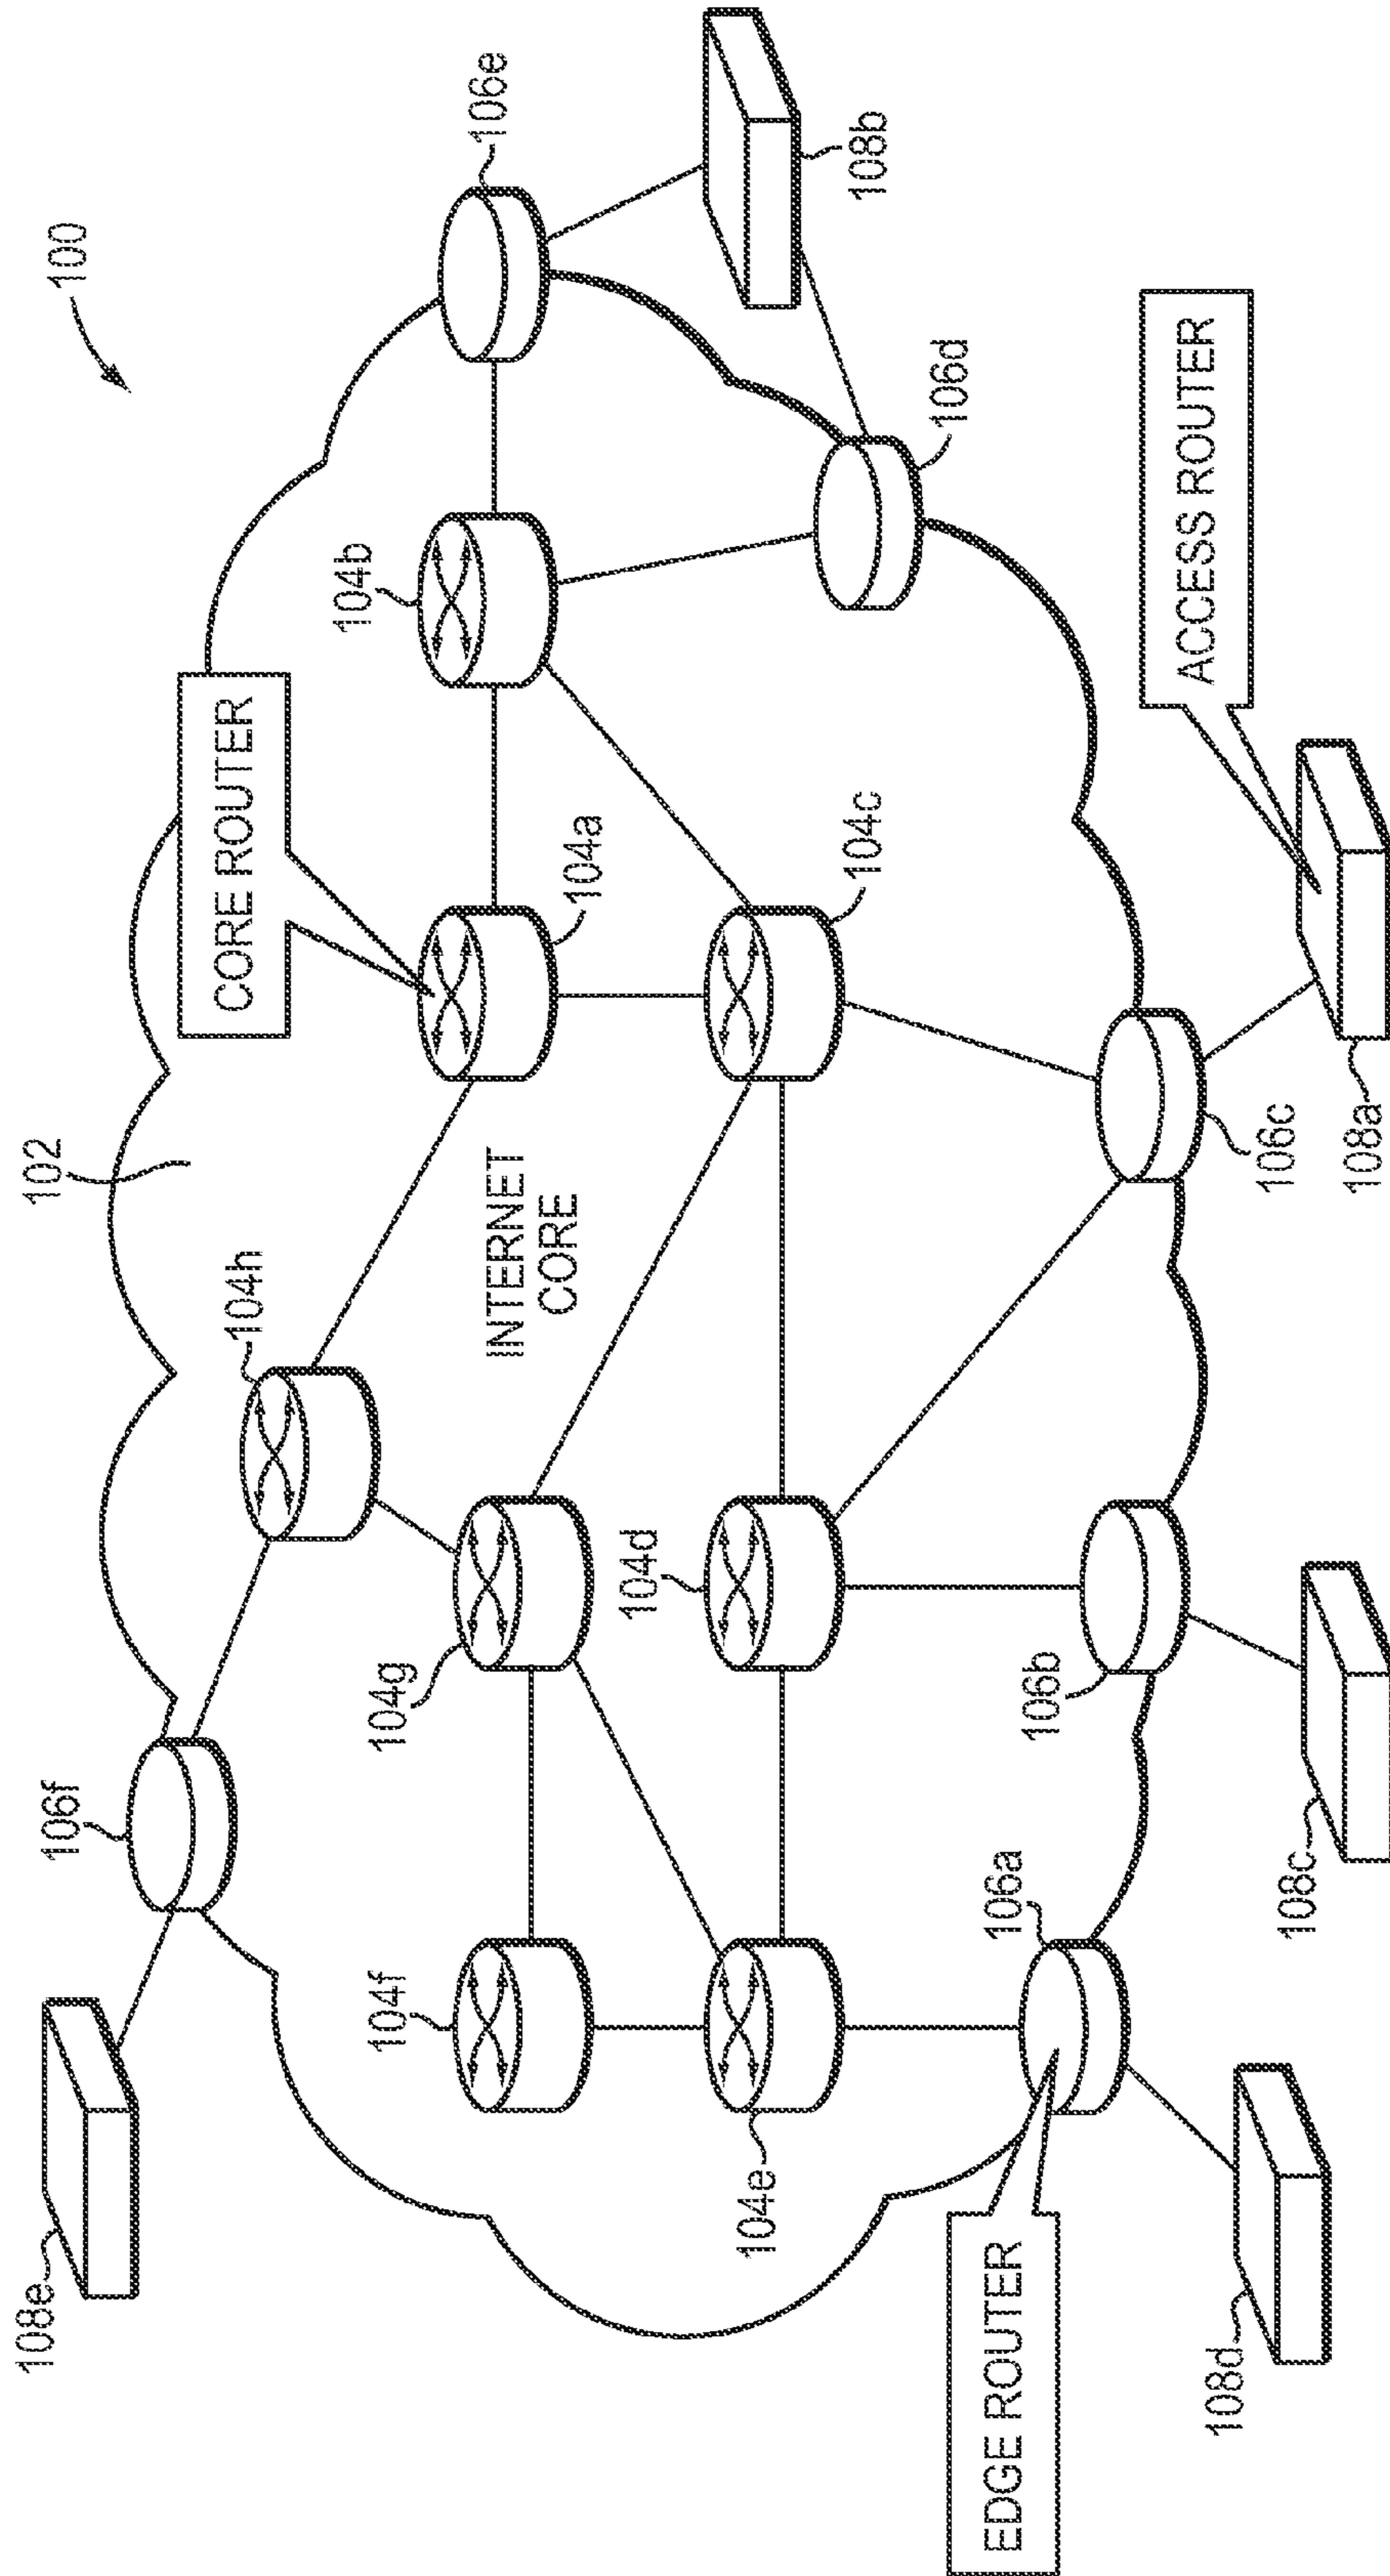 100
102
108e
106f
104h
CORE ROUTER
104b
106e
104f
104g
INTERNET
CORE
104a
108b
104e
104d
104c
106d
EDGE ROUTER
106a
106b
106c
ACCESS ROUTER
108d
108c
108a